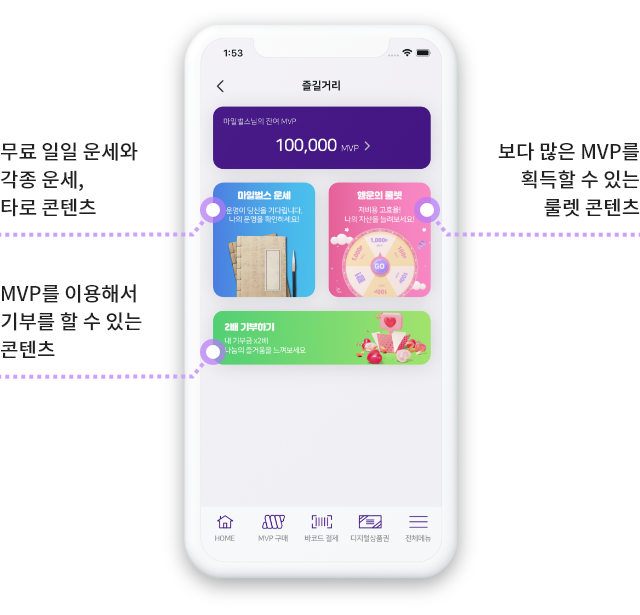 1:53
즐길거리
마일벌스님의 잔여 MVP
100,000 MVP
무료 일일 운세와
각종 운세,
타로 콘텐츠
보다 많은 MVP를
획득할 수 있는
룰렛 콘텐츠
마일벌스 운세
운명이 당신을 기다립니다.
나의 운명을 확인하세요!
행운의 룰렛
저비용 고효율!
나의 자산을 늘려보세요!
1,000P
GO
MVP를 이용해서
기부를 할 수 있는
콘텐츠
2배 기부하기
내 기부금 x2배
나눔의 즐거움을 느껴보세요
HOME
MVP 구매
바코드 결제
디지털상품권
전체메뉴